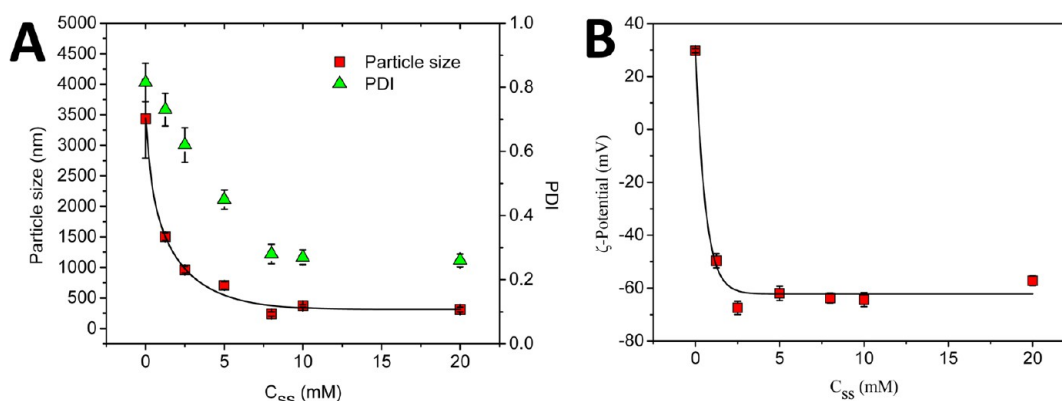 A
5000
4500
4000
3500
3000
2500
2000
1500
1000
500
0
Particle size (nm)
1.0
0.8
0.6
0.4
0.2
0.0
PDI
Particle size
PDI
0 5 10 15 20
CSS (mM)
B
40
20
0
-20
-40
-60
-80
ζ-Potential (mV)
0 5 10 15 20
CSS (mM)